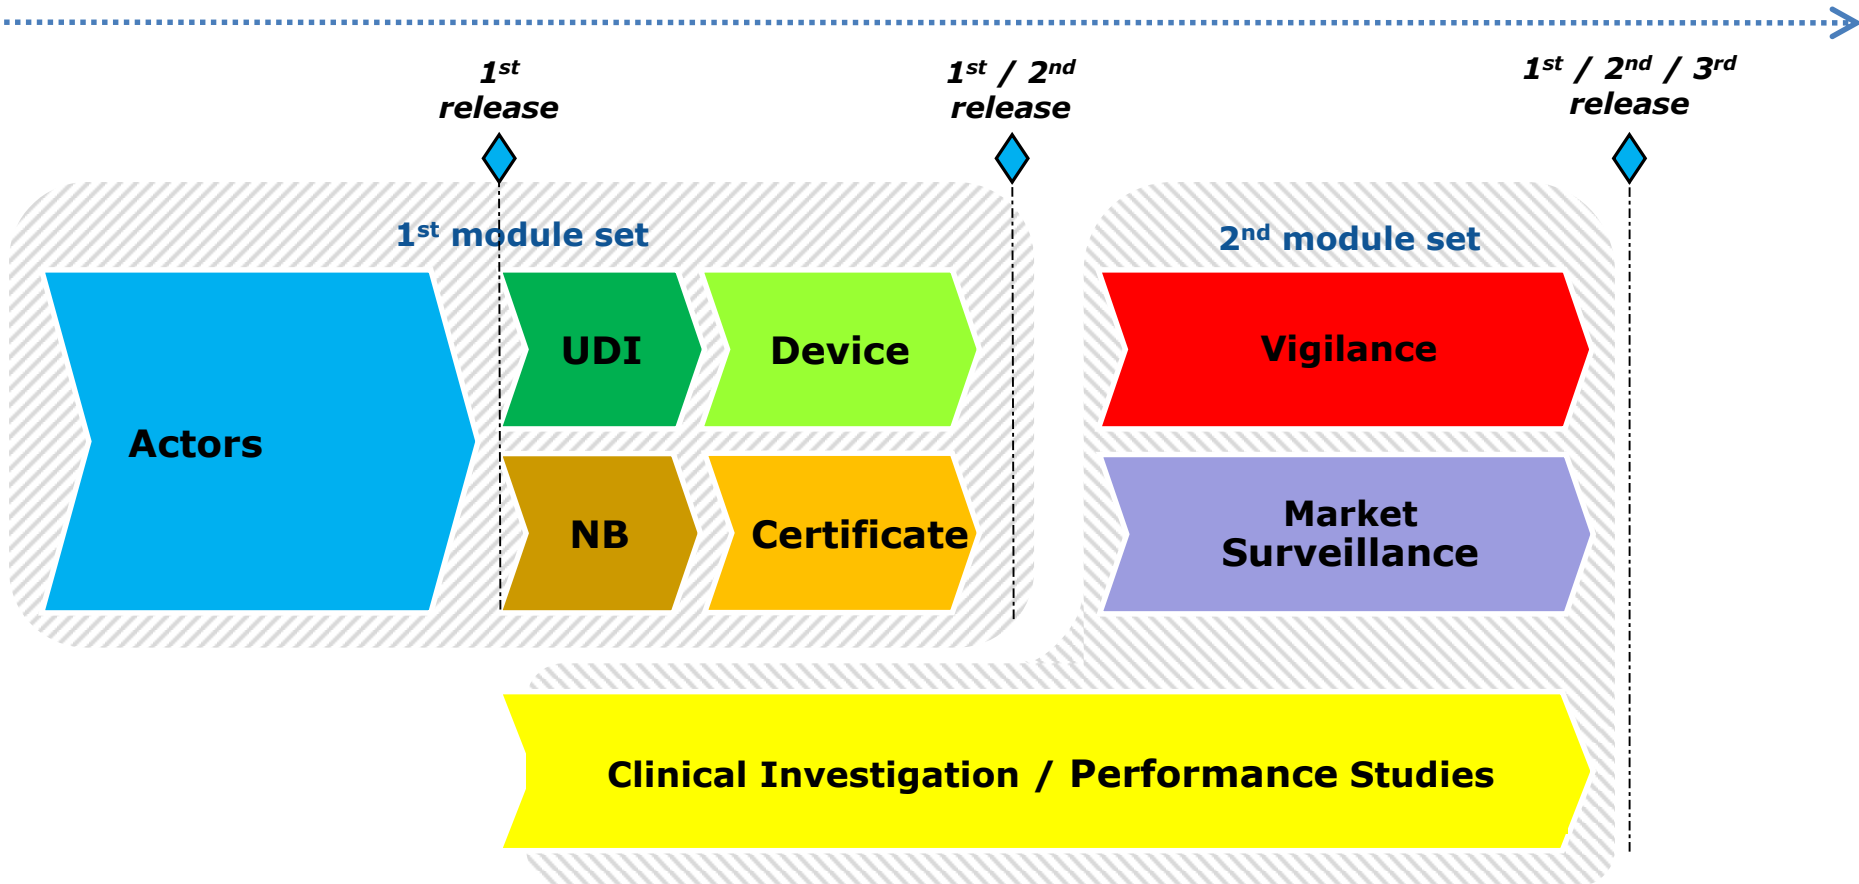 1st
release
1st / 2nd
release
1st / 2nd / 3rd
release
1st module set
2nd module set
Actors
UDI
Device
NB
Certificate
Vigilance
Market
Surveillance
Clinical Investigation / Performance Studies